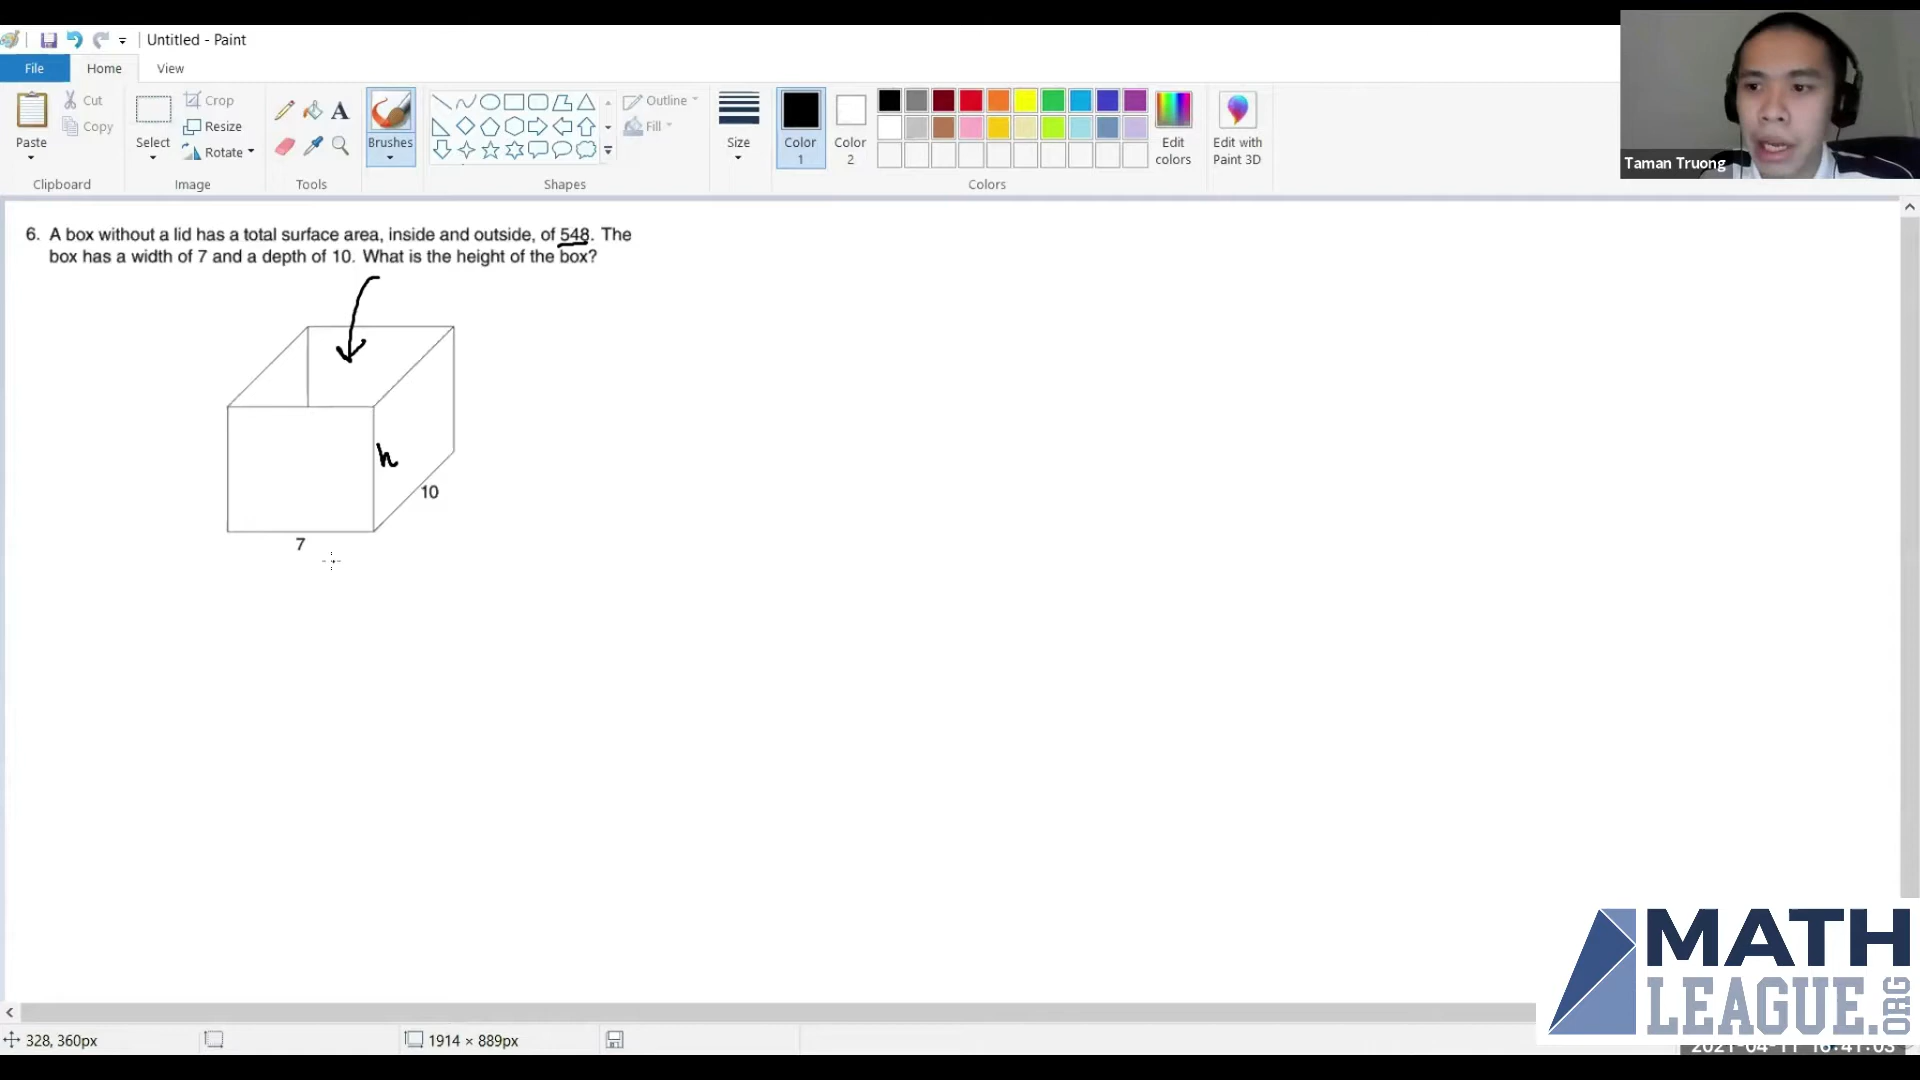 Untitled - Paint
File
Home
View
Paste
Cut
Copy
Clipboard
Select
Crop
Resize
Rotate
Image
Tools
Brushes
Shapes
Outline
Fill
Size
Color 1
Color 2
Colors
Edit colors
Edit with Paint 3D
Taman Truong
6. A box without a lid has a total surface area, inside and outside, of 548. The
box has a width of 7 and a depth of 10. What is the height of the box?
h
10
7
MATH
LEAGUE.ORG
328, 360px
1914 × 889px